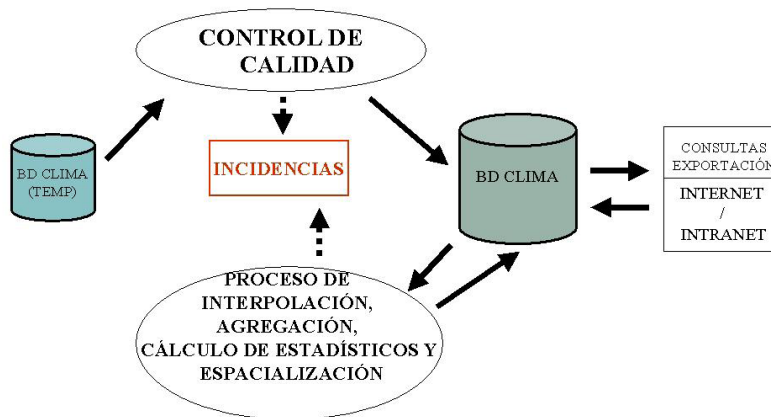 CONTROL DE
CALIDAD
BD CLIMA
(TEMP)
INCIDENCIAS
BD CLIMA
CONSULTAS
EXPORTACIÓN
INTERNET
/
INTRANET
PROCESO DE
INTERPOLACIÓN,
AGREGACIÓN,
CÁLCULO DE ESTADÍSTICOS Y
ESPACIALIZACIÓN